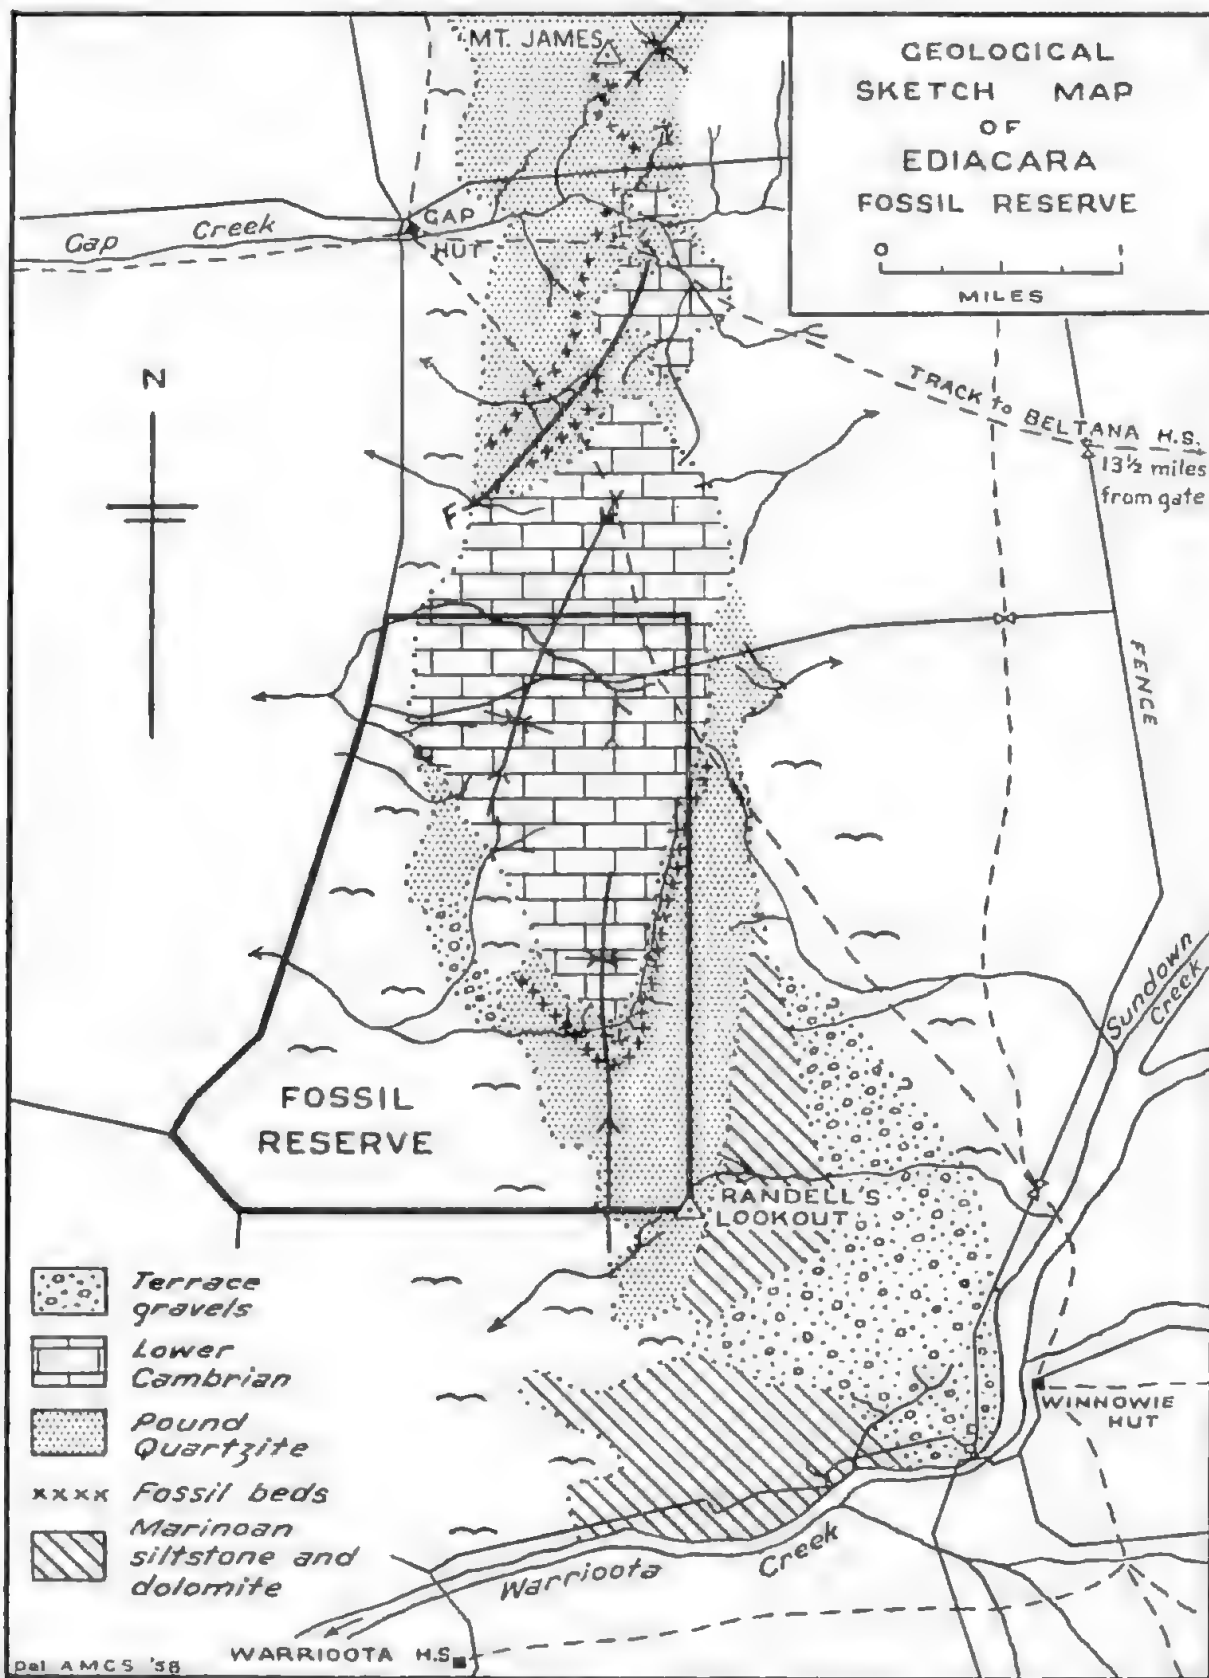 GEOLOGICAL
SKETCH MAP
OF
EDIACARA
FOSSIL RESERVE
0 1
MILES
MT. JAMES
GAP
HUT
Gap Creek
N
TRACK to BELTANA H.S.
13½ miles
from gate
F
FENCE
Sundown
Creek
FOSSIL
RESERVE
RANDELL'S
LOOKOUT
Terrace
gravels
Lower
Cambrian
Pound
Quartzite
xxxx Fossil beds
Marinoan
siltstone and
dolomite
WINNOWIE
HUT
Warrioota Creek
WARRIOOTA H.S.
del AMCS '58